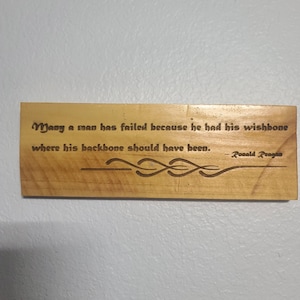 Many a man has failed because he had his wishbone
where his backbone should have been.
- Ronald Reagan